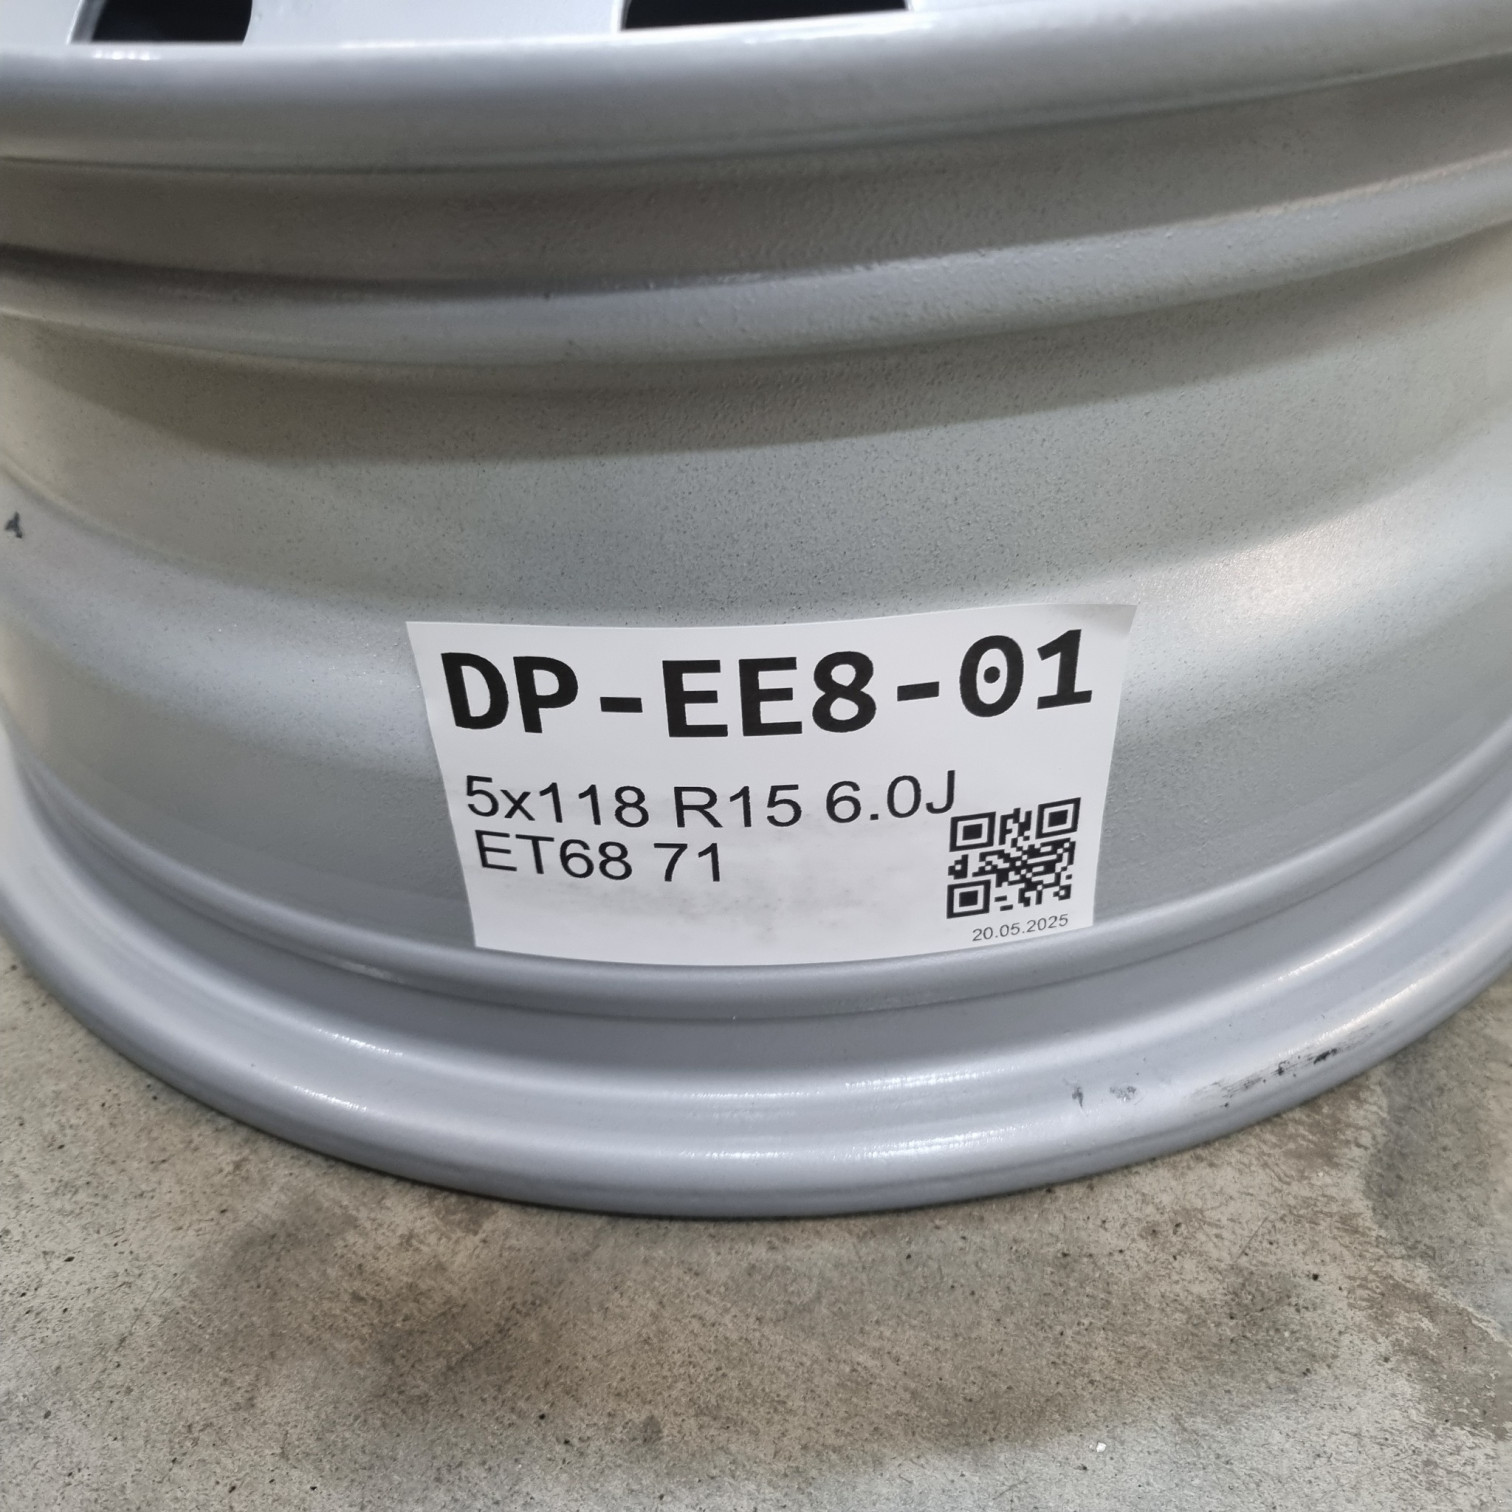 DP-EE8-01
5x118 R15 6.0J
ET68 71
20.05.2025